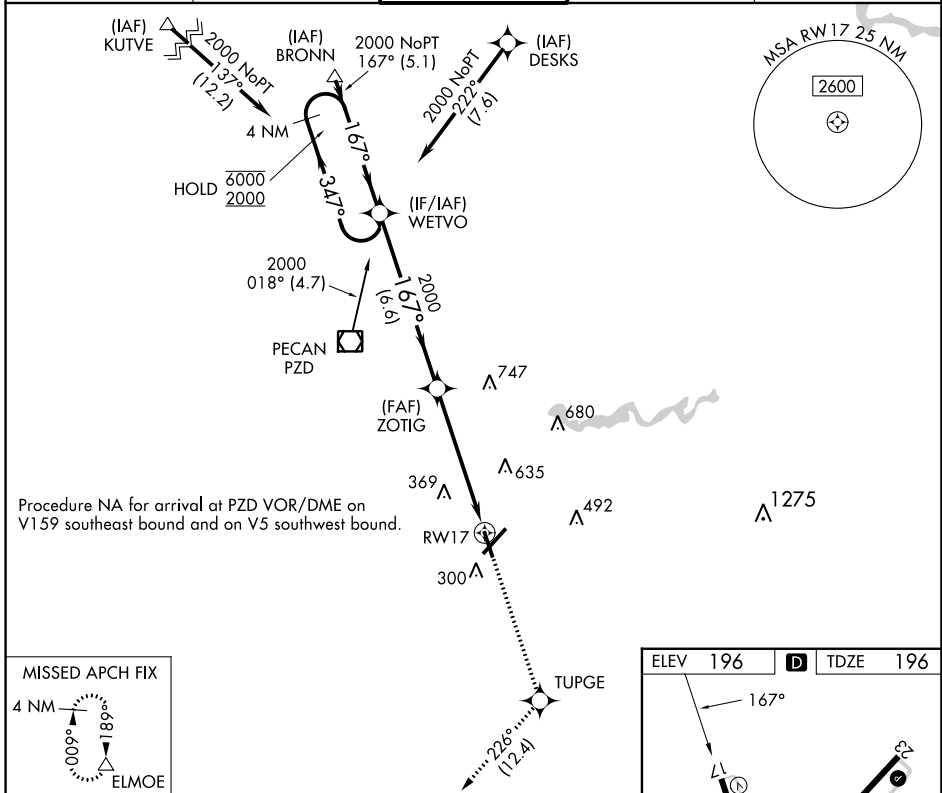 (IAF)
KUTVE
2000 NoPT
137°
(12.2)
(IAF)
BRONN
2000 NoPT
167° (5.1)
(IAF)
DESKS
2000 NoPT
222°
(7.6)
MSA RW17 25 NM
2600
4 NM
167°
347°
HOLD
6000
2000
(IF/IAF)
WETVO
2000
018° (4.7)
2000
167°
(6.6)
PECAN
PZD
(FAF)
ZOTIG
747
680
635
369
492
1275
Procedure NA for arrival at PZD VOR/DME on
V159 southeast bound and on V5 southwest bound.
RW17
300
MISSED APCH FIX
4 NM
009°
189°
ELMOE
TUPGE
226°
(12.4)
ELEV 196 D TDZE 196
167°
17
23
P